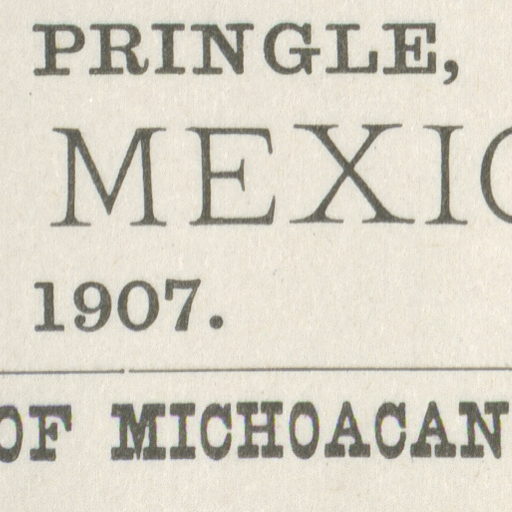 PRINGLE,
MEXIC
1907.
OF MICHOACAN